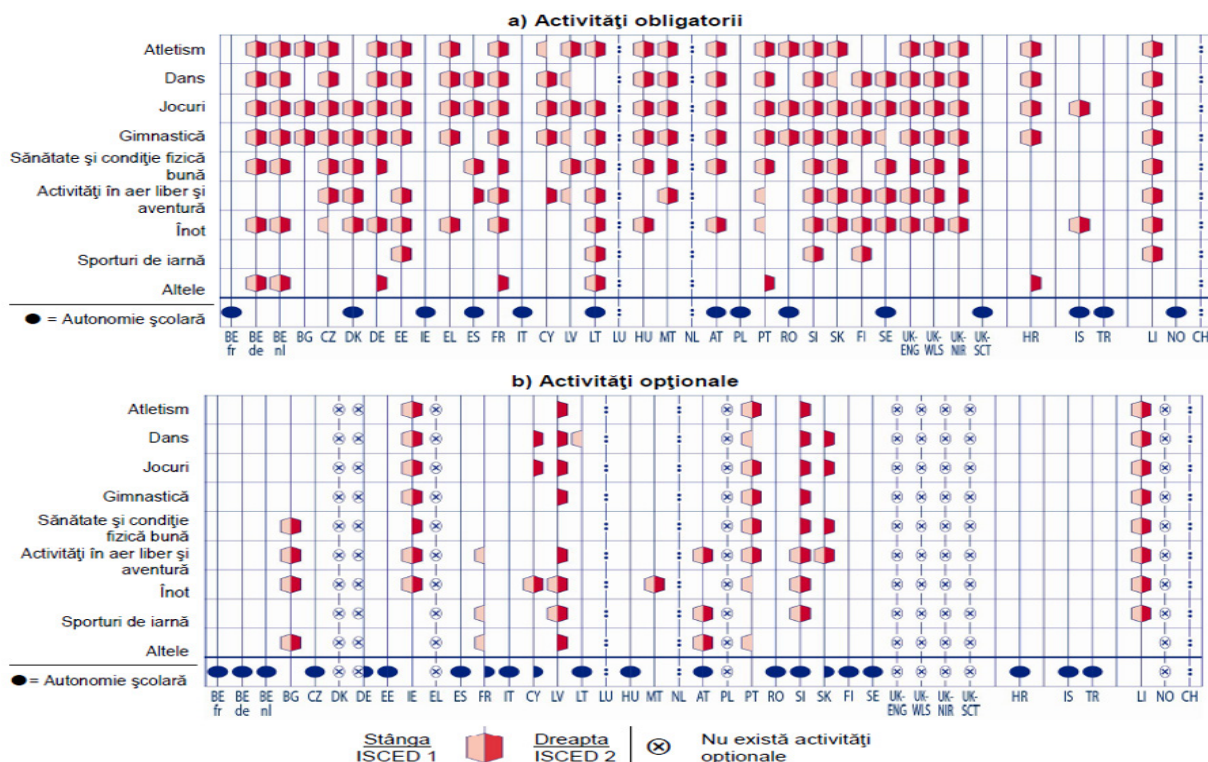 a) Activităţi obligatorii
Atletism
Dans
Jocuri
Gimnastică
Sănătate şi condiţie fizică
bună
Activităţi în aer liber şi
aventură
Înot
Sporturi de iarnă
Altele
= Autonomie şcolară
BE fr BE de BE nl BG CZ DK DE EE IE EL ES FR IT CY LV LT LU HU MT NL AT PL PT RO SI SK FI SE UK-ENG UK-WLS UK-NIR UK-SCT HR IS TR LI NO CH
b) Activităţi opţionale
Atletism
Dans
Jocuri
Gimnastică
Sănătate şi condiţie
fizică bună
Activităţi în aer liber şi
aventură
Înot
Sporturi de iarnă
Altele
= Autonomie şcolară
BE fr BE de BE nl BG CZ DK DE EE IE EL ES FR IT CY LV LT LU HU MT NL AT PL PT RO SI SK FI SE UK-ENG UK-WLS UK-NIR UK-SCT HR IS TR LI NO CH
Stânga
ISCED 1
Dreapta
ISCED 2
Nu există activităţi
optionale